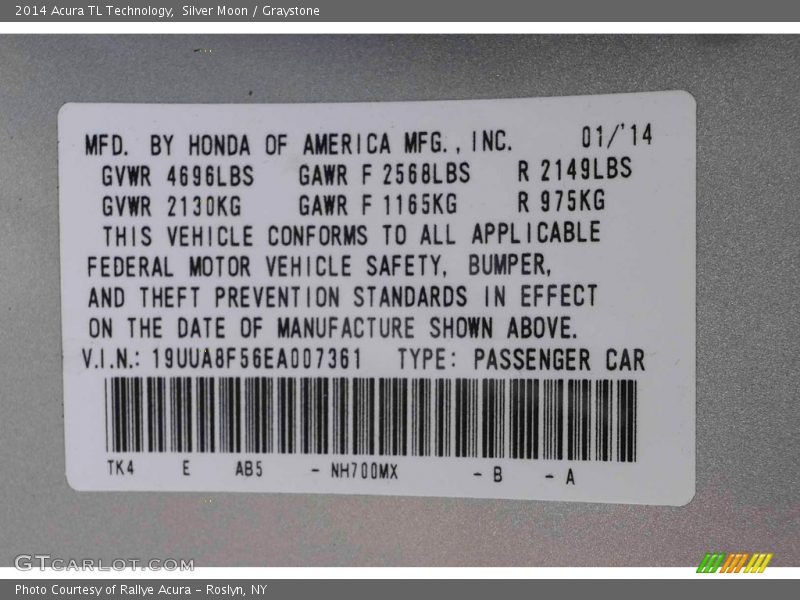 2014 Acura TL Technology,  Silver Moon / Graystone
MFD. BY HONDA OF AMERICA MFG., INC. 01/'14
GVWR 4696LBS GAWR F 2568LBS R 2149LBS
GVWR 2130KG GAWR F 1165KG R 975KG
THIS VEHICLE CONFORMS TO ALL APPLICABLE
FEDERAL MOTOR VEHICLE SAFETY, BUMPER,
AND THEFT PREVENTION STANDARDS IN EFFECT
ON THE DATE OF MANUFACTURE SHOWN ABOVE.
V.I.N.: 19UUA8F56EA007361 TYPE: PASSENGER CAR
TK4 E AB5 - NH700MX - B - A
GTCARLOT.COM
Photo Courtesy of Rallye Acura - Roslyn, NY